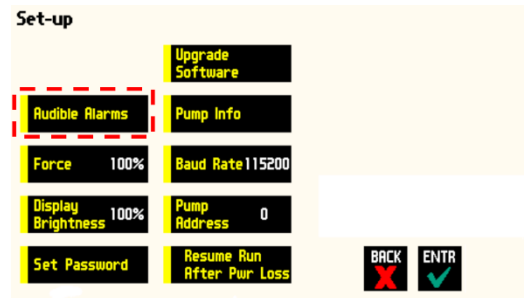 Set-up
Upgrade
Software
Audible Alarms
Pump Info
Force 100%
Baud Rate 115200
Display
Brightness 100%
Pump
Address 0
Set Password
Resume Run
After Pwr Loss
BACK
ENTR